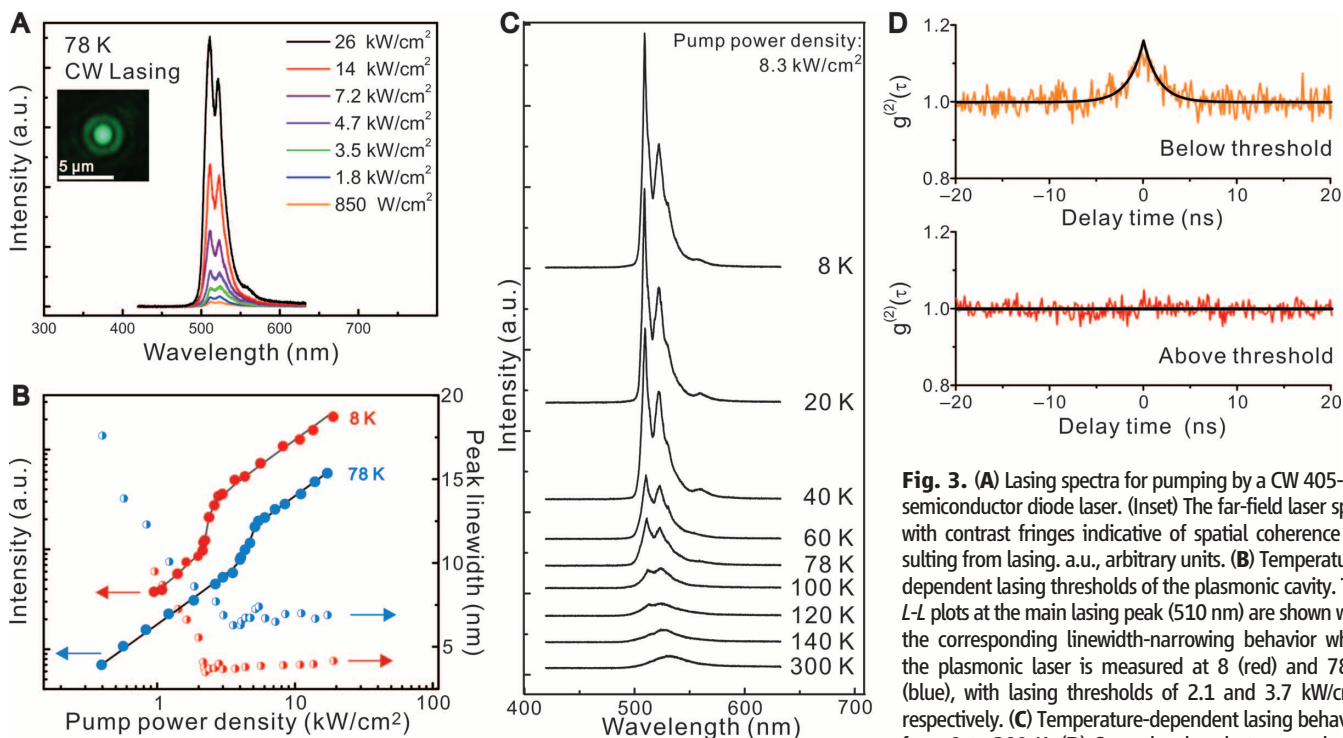 A
78 K
CW Lasing
5 µm
26 kW/cm²
14 kW/cm²
7.2 kW/cm²
4.7 kW/cm²
3.5 kW/cm²
1.8 kW/cm²
850 W/cm²
Intensity (a.u.)
300 400 500 600 700
Wavelength (nm)
B
8 K
78 K
Intensity (a.u.)
20
15
10
5
Peak linewidth (nm)
1 10
Pump power density (kW/cm²)
C
Pump power density:
8.3 kW/cm²
8 K
20 K
40 K
60 K
78 K
100 K
120 K
140 K
300 K
Intensity (a.u.)
400 500 600 700
Wavelength (nm)
D
1.2
1.0
0.8
g⁽²⁾(τ)
Below threshold
−20 −10 0 10 20
Delay time (ns)
1.2
1.0
0.8
g⁽²⁾(τ)
Above threshold
-20 -10 0 10 20
Delay time (ns)
Fig. 3. (A) Lasing spectra for pumping by a CW 405-
semiconductor diode laser. (Inset) The far-field laser sp
with contrast fringes indicative of spatial coherence
sulting from lasing. a.u., arbitrary units. (B) Temperatu
dependent lasing thresholds of the plasmonic cavity. T
L-L plots at the main lasing peak (510 nm) are shown w
the corresponding linewidth-narrowing behavior wh
the plasmonic laser is measured at 8 (red) and 78
(blue), with lasing thresholds of 2.1 and 3.7 kW/cm
respectively. (C) Temperature-dependent lasing behav